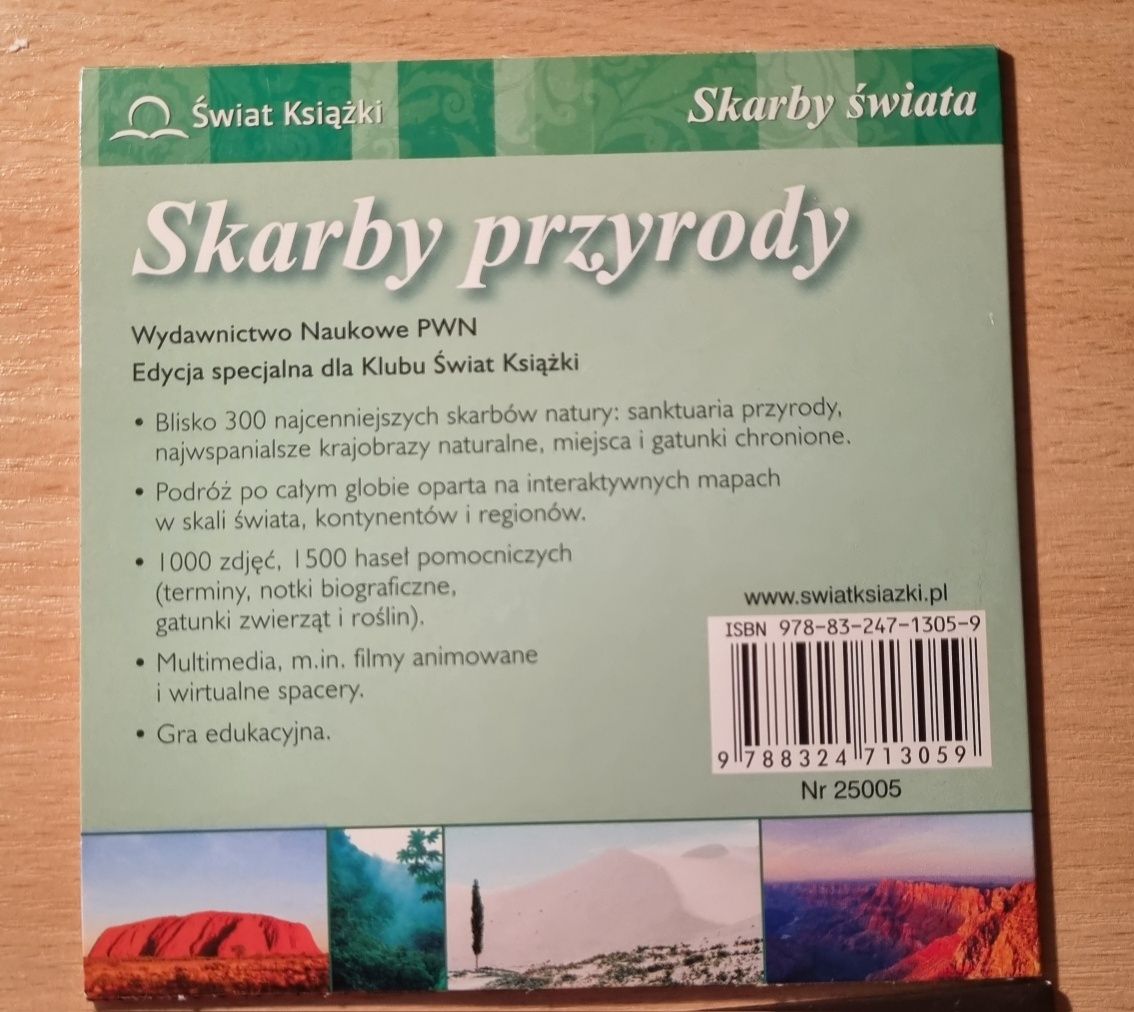 Świat Książki
Skarby świata
Skarby przyrody
Wydawnictwo Naukowe PWN
Edycja specjalna dla Klubu Świat Książki
• Blisko 300 najcenniejszych skarbów natury: sanktuaria przyrody,
najwspanialsze krajobrazy naturalne, miejsca i gatunki chronione.
• Podróż po całym globie oparta na interaktywnych mapach
w skali świata, kontynentów i regionów.
• 1000 zdjęć, 1500 haseł pomocniczych
(terminy, notki biograficzne,
gatunki zwierząt i roślin).
• Multimedia, m.in. filmy animowane
i wirtualne spacery.
• Gra edukacyjna.
www.swiatksiazki.pl
ISBN 978-83-247-1305-9
9 788324 713059
Nr 25005